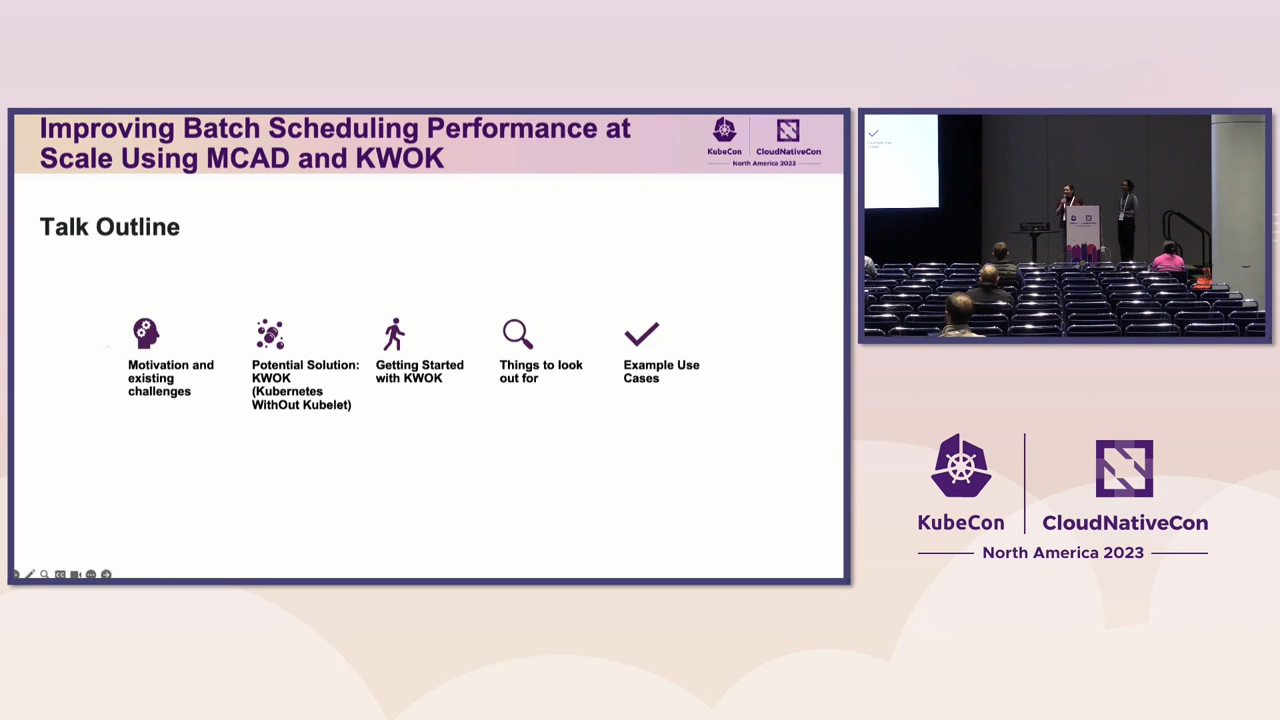 Improving Batch Scheduling Performance at
Scale Using MCAD and KWOK
KubeCon
CloudNativeCon
North America 2023
Talk Outline
Motivation and
existing
challenges
Potential Solution:
KWOK
(Kubernetes
WithOut Kubelet)
Getting Started
with KWOK
Things to look
out for
Example Use
Cases
KubeCon
CloudNativeCon
North America 2023